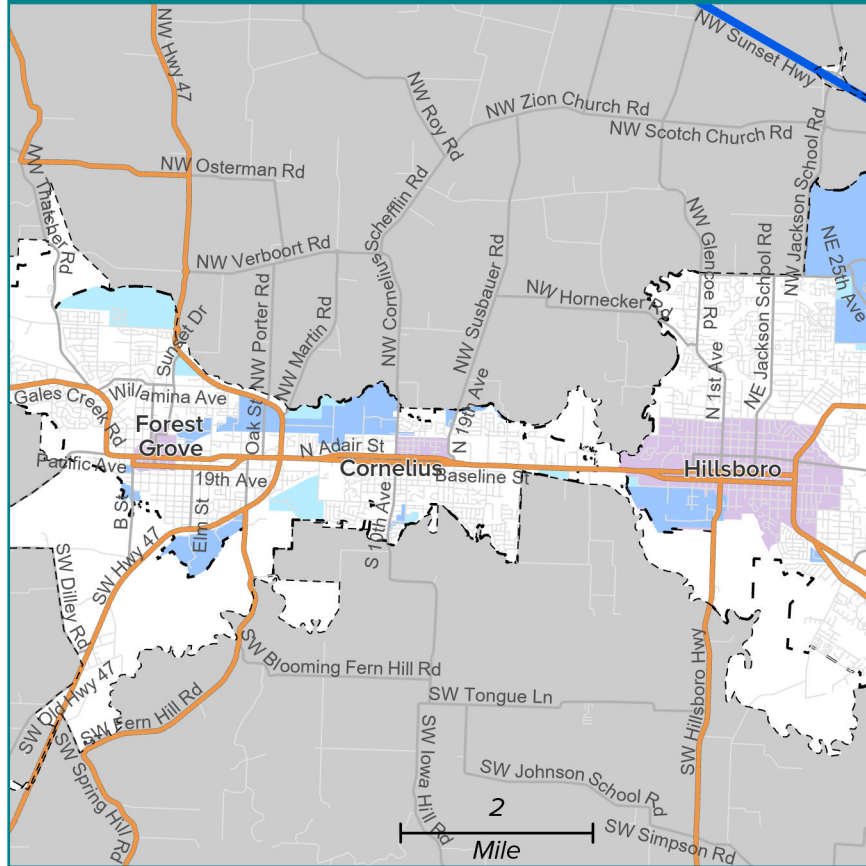 NW Hwy 47
NW Sunset Hwy
NW Roy Rd
NW Zion Church Rd
NW Scotch Church Rd
NW Thatcher Rd
NW Osterman Rd
NW Cornelius Schefflin Rd
NW Jackson School Rd
NW Verboort Rd
NW Porter Rd
NW Martin Rd
NW Susbauer Rd
NW Hornecker Rd
NW Glencoe Rd
NE Jackson School Rd
NE 25th Ave
Sunset Dr
Willamina Ave
Gales Creek Rd
Forest
Grove
Oak St
N Adair St
N 19th Ave
N 1st Ave
Pacific Ave
19th Ave
Cornelius
Baseline St
Hillsboro
B St
Elm St
S 10th Ave
SW Hwy 47
SW Dilley Rd
SW Blooming Fern Hill Rd
SW Old Hwy 47
SW Fern Hill Rd
SW Tongue Ln
SW Hillsboro Hwy
SW Spring Hill Rd
SW Iowa Hill Rd
SW Johnson School Rd
SW Simpson Rd
2
Mile